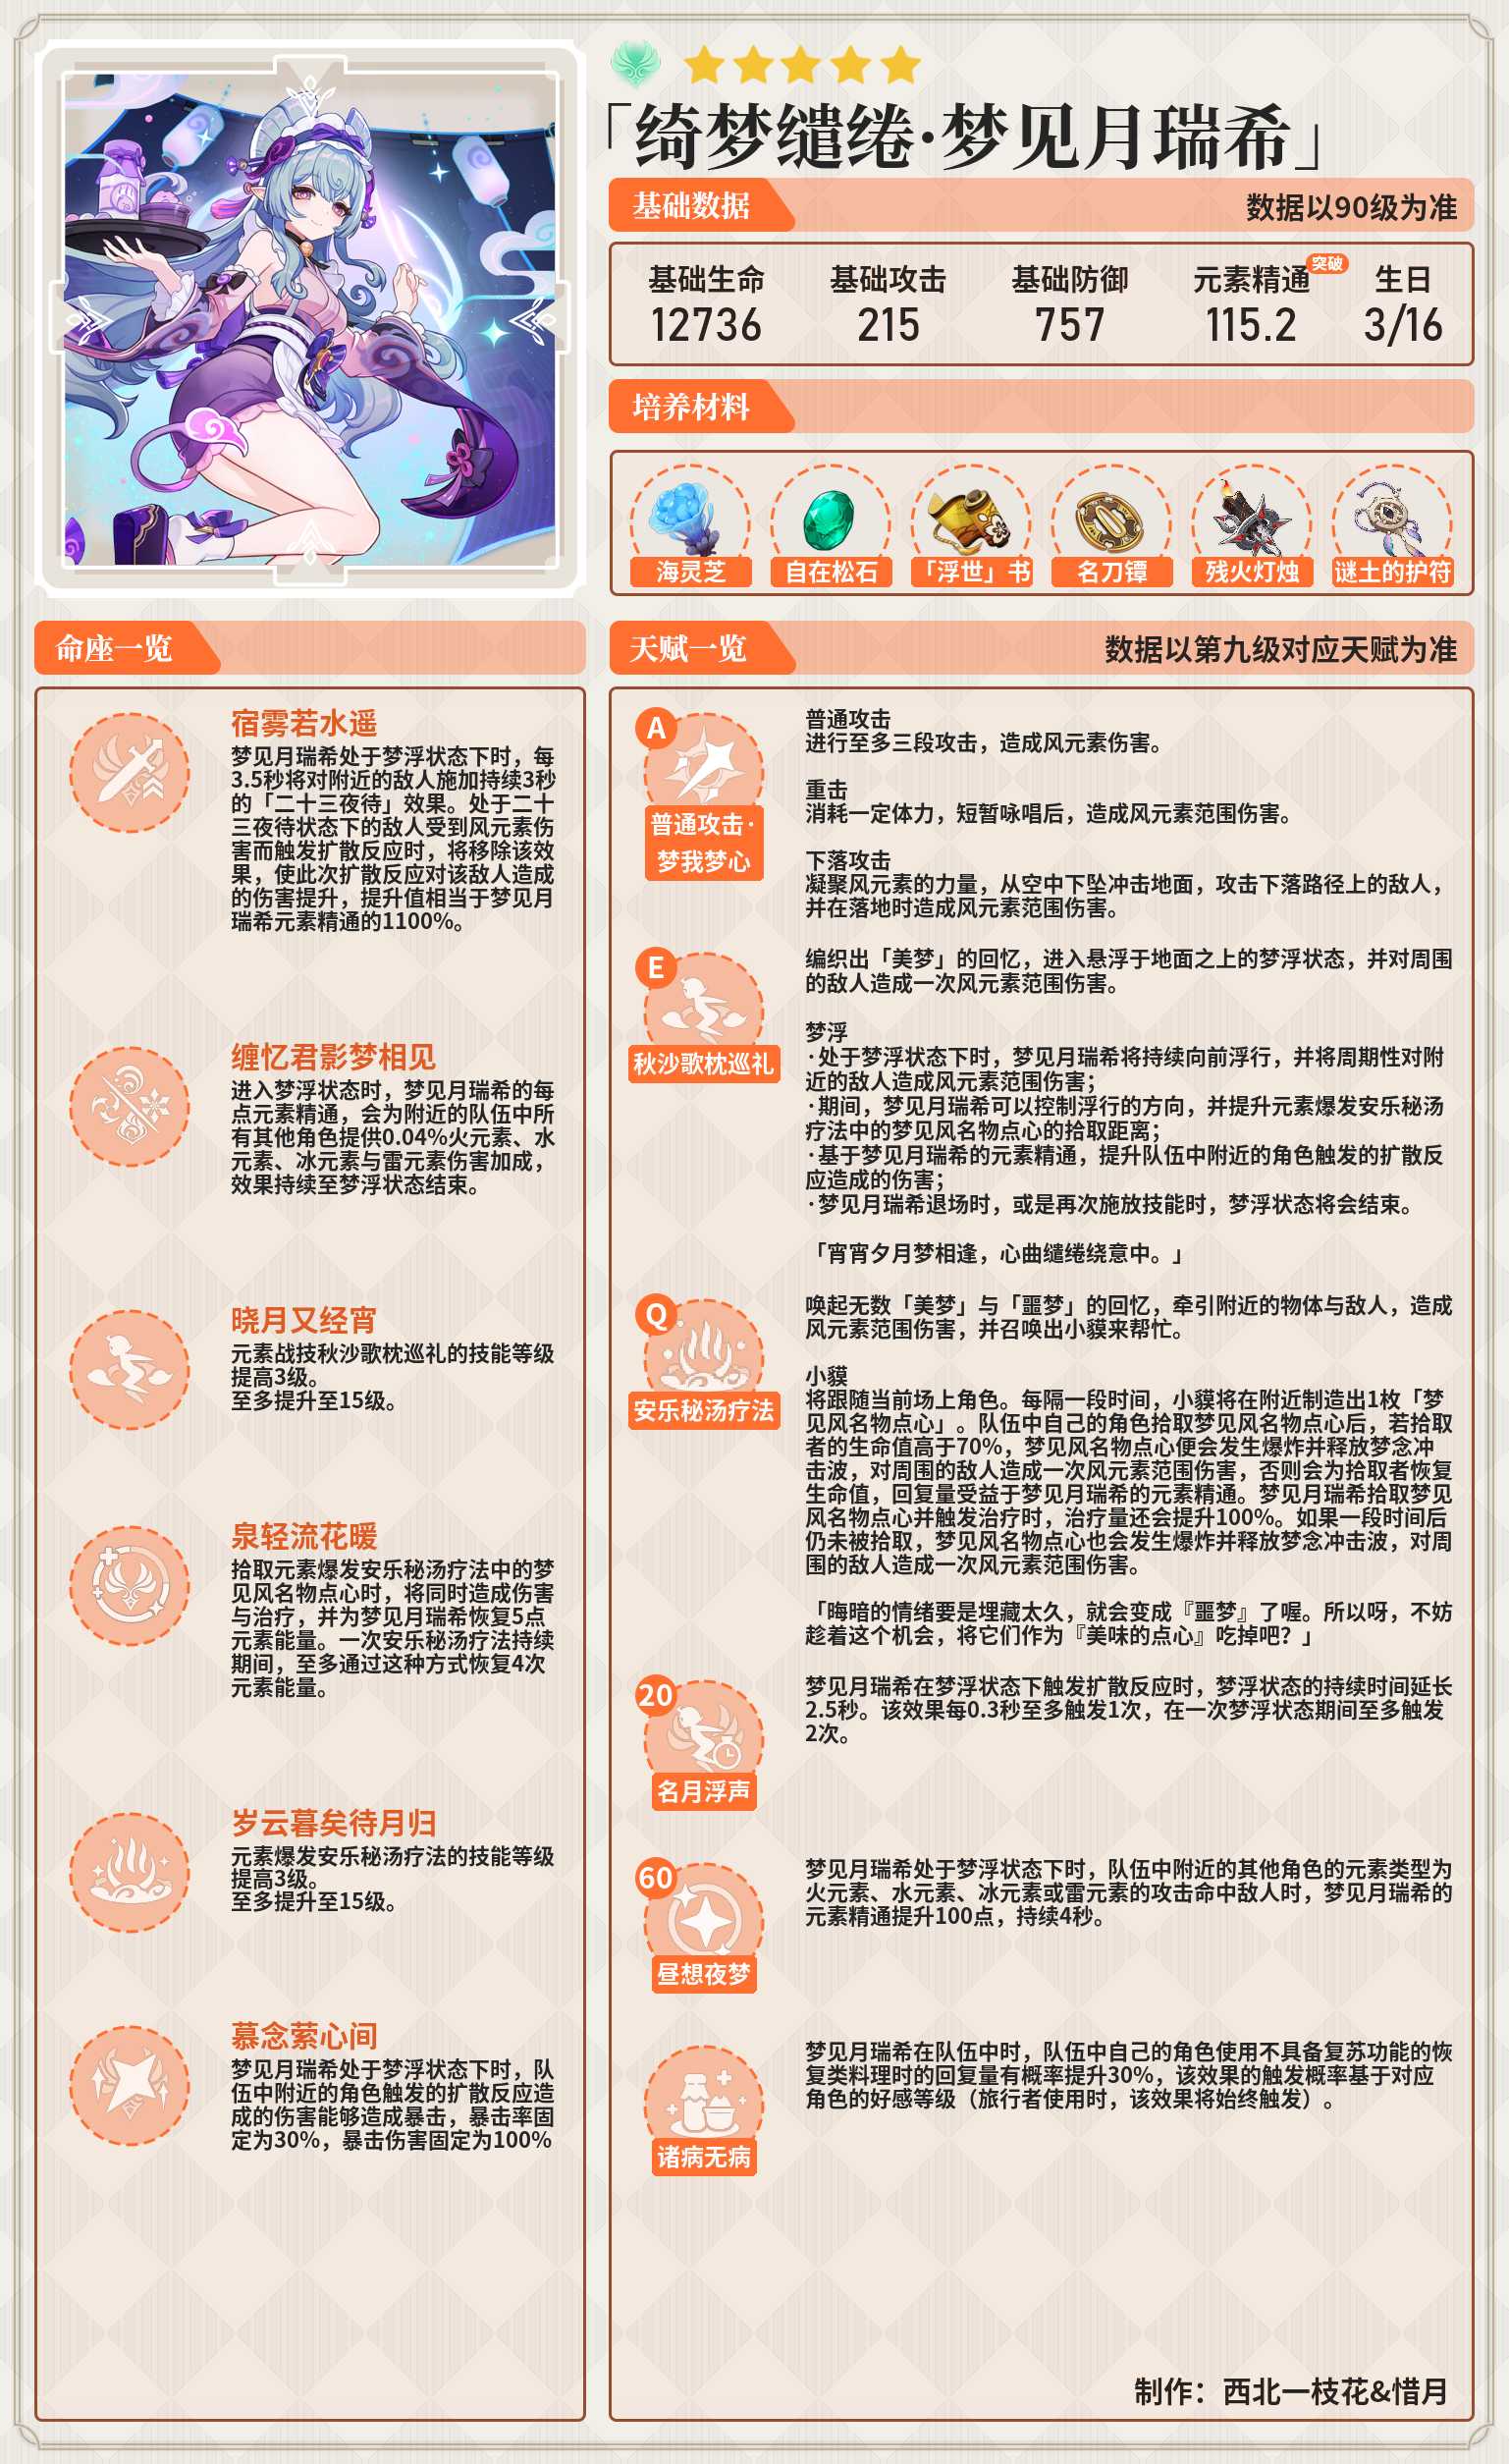 「绮梦缱绻·梦见月瑞希」
基础数据
数据以90级为准
基础生命
基础攻击
基础防御
元素精通
突破
生日
12736
215
757
115.2
3/16
培养材料
海灵芝
自在松石
「浮世」书
名刀镡
残火灯烛
谜土的护符
命座一览
宿雾若水遥
梦见月瑞希处于梦浮状态下时，每
3.5秒将对附近的敌人施加持续3秒
的「二十三夜待」效果。处于二十
三夜待状态下的敌人受到风元素伤
害而触发扩散反应时，将移除该效
果，使此次扩散反应对该敌人造成
的伤害提升，提升值相当于梦见月
瑞希元素精通的1100%。
缠忆君影梦相见
进入梦浮状态时，梦见月瑞希的每
点元素精通，会为附近的队伍中所
有其他角色提供0.04%火元素、水
元素、冰元素与雷元素伤害加成，
效果持续至梦浮状态结束。
晓月又经宵
元素战技秋沙歌枕巡礼的技能等级
提高3级。
至多提升至15级。
泉轻流花暖
拾取元素爆发安乐秘汤疗法中的梦
见风名物点心时，将同时造成伤害
与治疗，并为梦见月瑞希恢复5点
元素能量。一次安乐秘汤疗法持续
期间，至多通过这种方式恢复4次
元素能量。
岁云暮矣待月归
元素爆发安乐秘汤疗法的技能等级
提高3级。
至多提升至15级。
慕念萦心间
梦见月瑞希处于梦浮状态下时，队
伍中附近的角色触发的扩散反应造
成的伤害能够造成暴击，暴击率固
定为30%，暴击伤害固定为100%
天赋一览
数据以第九级对应天赋为准
A
普通攻击·
梦我梦心
普通攻击
进行至多三段攻击，造成风元素伤害。
重击
消耗一定体力，短暂咏唱后，造成风元素范围伤害。
下落攻击
凝聚风元素的力量，从空中下坠冲击地面，攻击下落路径上的敌人，
并在落地时造成风元素范围伤害。
E
秋沙歌枕巡礼
编织出「美梦」的回忆，进入悬浮于地面之上的梦浮状态，并对周围
的敌人造成一次风元素范围伤害。
梦浮
·处于梦浮状态下时，梦见月瑞希将持续向前浮行，并将周期性对附
近的敌人造成风元素范围伤害；
·期间，梦见月瑞希可以控制浮行的方向，并提升元素爆发安乐秘汤
疗法中的梦见风名物点心的拾取距离；
·基于梦见月瑞希的元素精通，提升队伍中附近的角色触发的扩散反
应造成的伤害；
·梦见月瑞希退场时，或是再次施放技能时，梦浮状态将会结束。
「宵宵夕月梦相逢，心曲缱绻绕意中。」
Q
安乐秘汤疗法
唤起无数「美梦」与「噩梦」的回忆，牵引附近的物体与敌人，造成
风元素范围伤害，并召唤出小貘来帮忙。
小貘
将跟随当前场上角色。每隔一段时间，小貘将在附近制造出1枚「梦
见风名物点心」。队伍中自己的角色拾取梦见风名物点心后，若拾取
者的生命值高于70%，梦见风名物点心便会发生爆炸并释放梦念冲
击波，对周围的敌人造成一次风元素范围伤害，否则会为拾取者恢复
生命值，回复量受益于梦见月瑞希的元素精通。梦见月瑞希拾取梦见
风名物点心并触发治疗时，治疗量还会提升100%。如果一段时间后
仍未被拾取，梦见风名物点心也会发生爆炸并释放梦念冲击波，对周
围的敌人造成一次风元素范围伤害。
「晦暗的情绪要是埋藏太久，就会变成『噩梦』了喔。所以呀，不妨
趁着这个机会，将它们作为『美味的点心』吃掉吧？」
20
名月浮声
梦见月瑞希在梦浮状态下触发扩散反应时，梦浮状态的持续时间延长
2.5秒。该效果每0.3秒至多触发1次，在一次梦浮状态期间至多触发
2次。
60
昼想夜梦
梦见月瑞希处于梦浮状态下时，队伍中附近的其他角色的元素类型为
火元素、水元素、冰元素或雷元素的攻击命中敌人时，梦见月瑞希的
元素精通提升100点，持续4秒。
诸病无病
梦见月瑞希在队伍中时，队伍中自己的角色使用不具备复苏功能的恢
复类料理时的回复量有概率提升30%，该效果的触发概率基于对应
角色的好感等级（旅行者使用时，该效果将始终触发）。
制作：西北一枝花&惜月